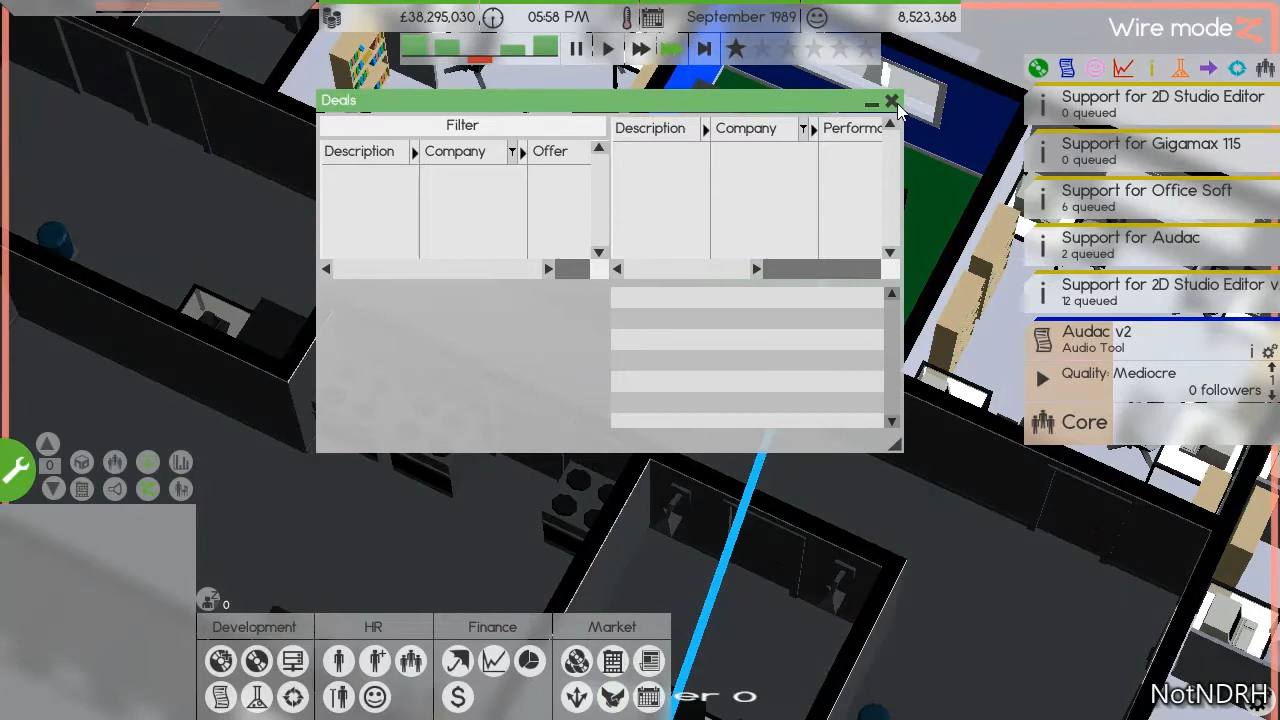 £38,295,030
05:58 PM
September 1989
8,523,368
Wire mode
Deals
Filter
Description
Company
Offer
Description
Company
Performa
Support for 2D Studio Editor
0 queued
Support for Gigamax 115
0 queued
Support for Office Soft
6 queued
Support for Audac
2 queued
Support for 2D Studio Editor v
12 queued
Audac v2
Audio Tool
Quality: Mediocre
0 followers
1
Core
0
0
Development
HR
Finance
Market
er 0
NotNDRH